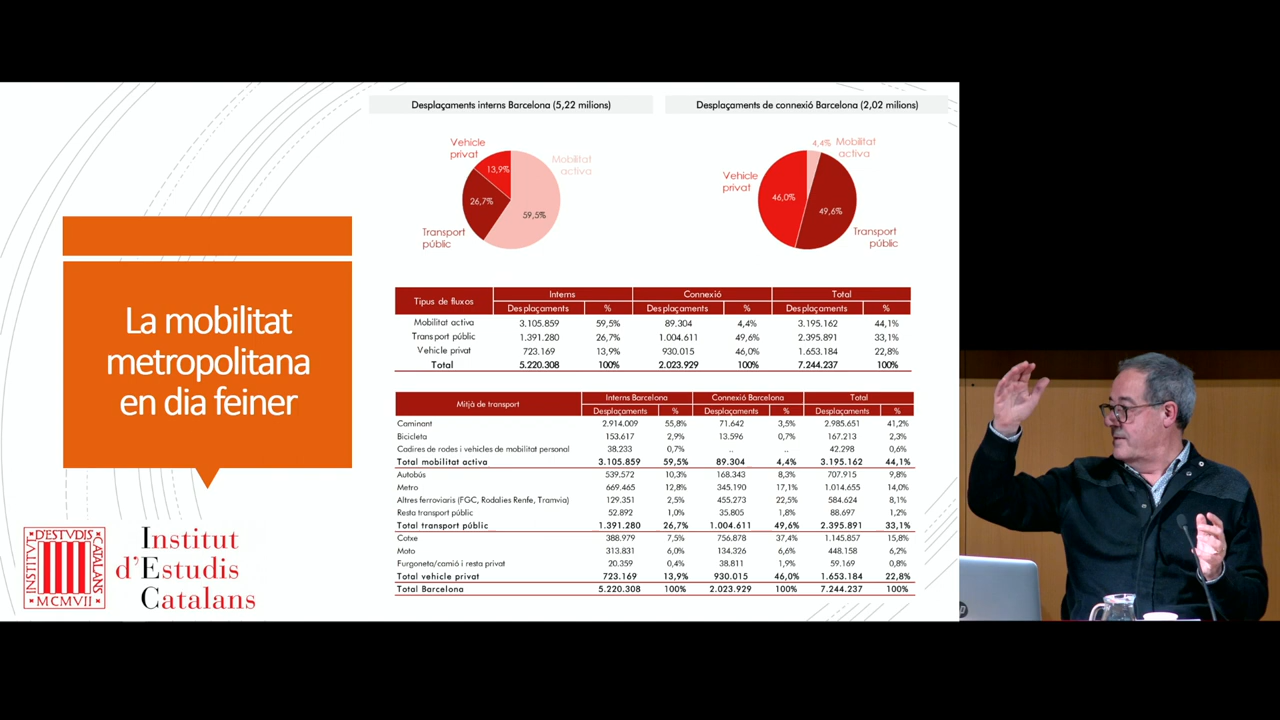 Desplaçaments interns Barcelona (5,22 milions)
Desplaçaments de connexió Barcelona (2,02 milions)
Vehicle
privat
13,9%
Mobilitat
activa
26,7%
59,5%
Transport
públic
4,4%
Mobilitat
activa
Vehicle
privat
46,0%
49,6%
Transport
públic
La mobilitat
metropolitana
en dia feiner
Tipus de fluxos Interns Connexió Total
Desplaçaments % Desplaçaments % Desplaçaments %
Mobilitat activa 3.105.859 59,5% 89.304 4,4% 3.195.162 44,1%
Transport públic 1.391.280 26,7% 1.004.611 49,6% 2.395.891 33,1%
Vehicle privat 723.169 13,9% 930.015 46,0% 1.653.184 22,8%
Total 5.220.308 100% 2.023.929 100% 7.244.237 100%
Mitjà de transport Interns Barcelona Connexió Barcelona Total
Desplaçaments % Desplaçaments % Desplaçaments %
Caminant 2.914.009 55,8% 71.642 3,5% 2.985.651 41,2%
Bicicleta 153.617 2,9% 13.596 0,7% 167.213 2,3%
Cadires de rodes i vehicles de mobilitat personal 38.233 0,7% .. .. 42.298 0,6%
Total mobilitat activa 3.105.859 59,5% 89.304 4,4% 3.195.162 44,1%
Autobús 539.572 10,3% 168.343 8,3% 707.915 9,8%
Metro 669.465 12,8% 345.190 17,1% 1.014.655 14,0%
Altres ferroviaris (FGC, Rodalies Renfe, Tramvia) 129.351 2,5% 455.273 22,5% 584.624 8,1%
Resta transport públic 52.892 1,0% 35.805 1,8% 88.697 1,2%
Total transport públic 1.391.280 26,7% 1.004.611 49,6% 2.395.891 33,1%
Cotxe 388.979 7,5% 756.878 37,4% 1.145.857 15,8%
Moto 313.831 6,0% 134.326 6,6% 448.158 6,2%
Furgoneta/camió i resta privat 20.359 0,4% 38.811 1,9% 59.169 0,8%
Total vehicle privat 723.169 13,9% 930.015 46,0% 1.653.184 22,8%
Total Barcelona 5.220.308 100% 2.023.929 100% 7.244.237 100%
INSTITVT
D'ESTVDIS
CATALANS
MCMVII
Institut
d'Estudis
Catalans